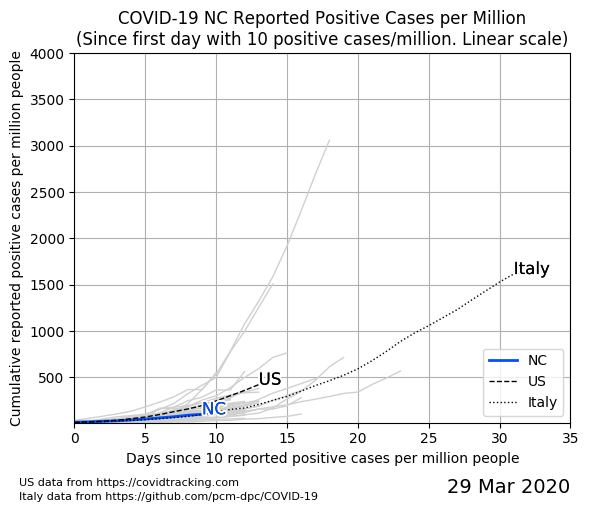 COVID-19 NC Reported Positive Cases per Million
(Since first day with 10 positive cases/million. Linear scale)
Cumulative reported positive cases per million people
4000
3500
3000
2500
2000
1500
1000
500
Italy
US
NC
NC
US
Italy
0 5 10 15 20 25 30 35
Days since 10 reported positive cases per million people
US data from https://covidtracking.com
Italy data from https://github.com/pcm-dpc/COVID-19
29 Mar 2020